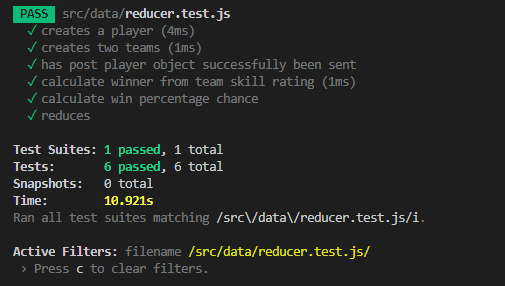 PASS src/data/reducer.test.js
✓ creates a player (4ms)
✓ creates two teams (1ms)
✓ has post player object successfully been sent
✓ calculate winner from team skill rating (1ms)
✓ calculate win percentage chance
✓ reduces
Test Suites: 1 passed, 1 total
Tests: 6 passed, 6 total
Snapshots: 0 total
Time: 10.921s
Ran all test suites matching /src\/data\/reducer.test.js/i.
Active Filters: filename /src/data/reducer.test.js/
› Press c to clear filters.